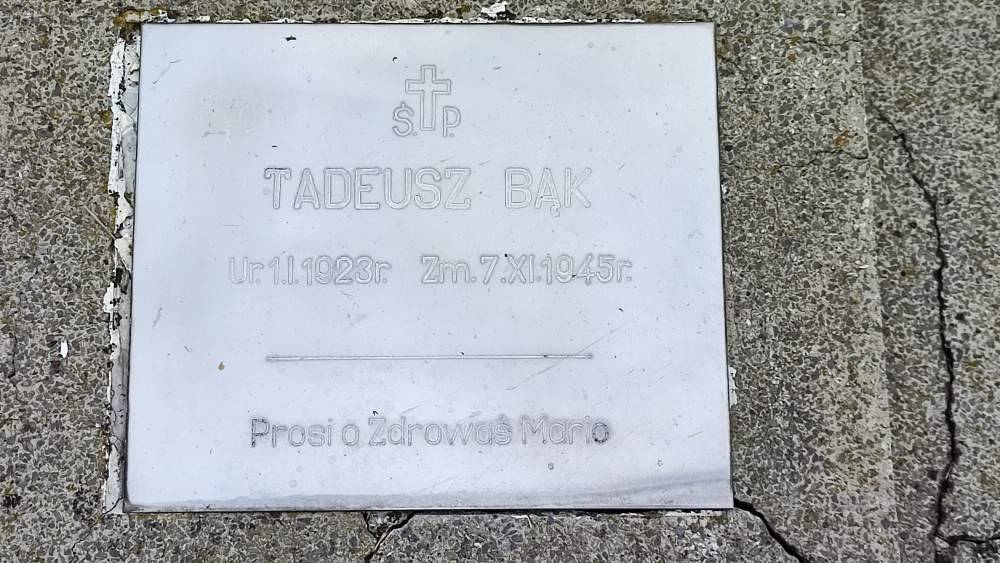 Ś. P.
TADEUSZ BĄK
Ur. 1.I.1923r. Zm. 7.XI.1945r.
Prosi o Zdrowaś Mario